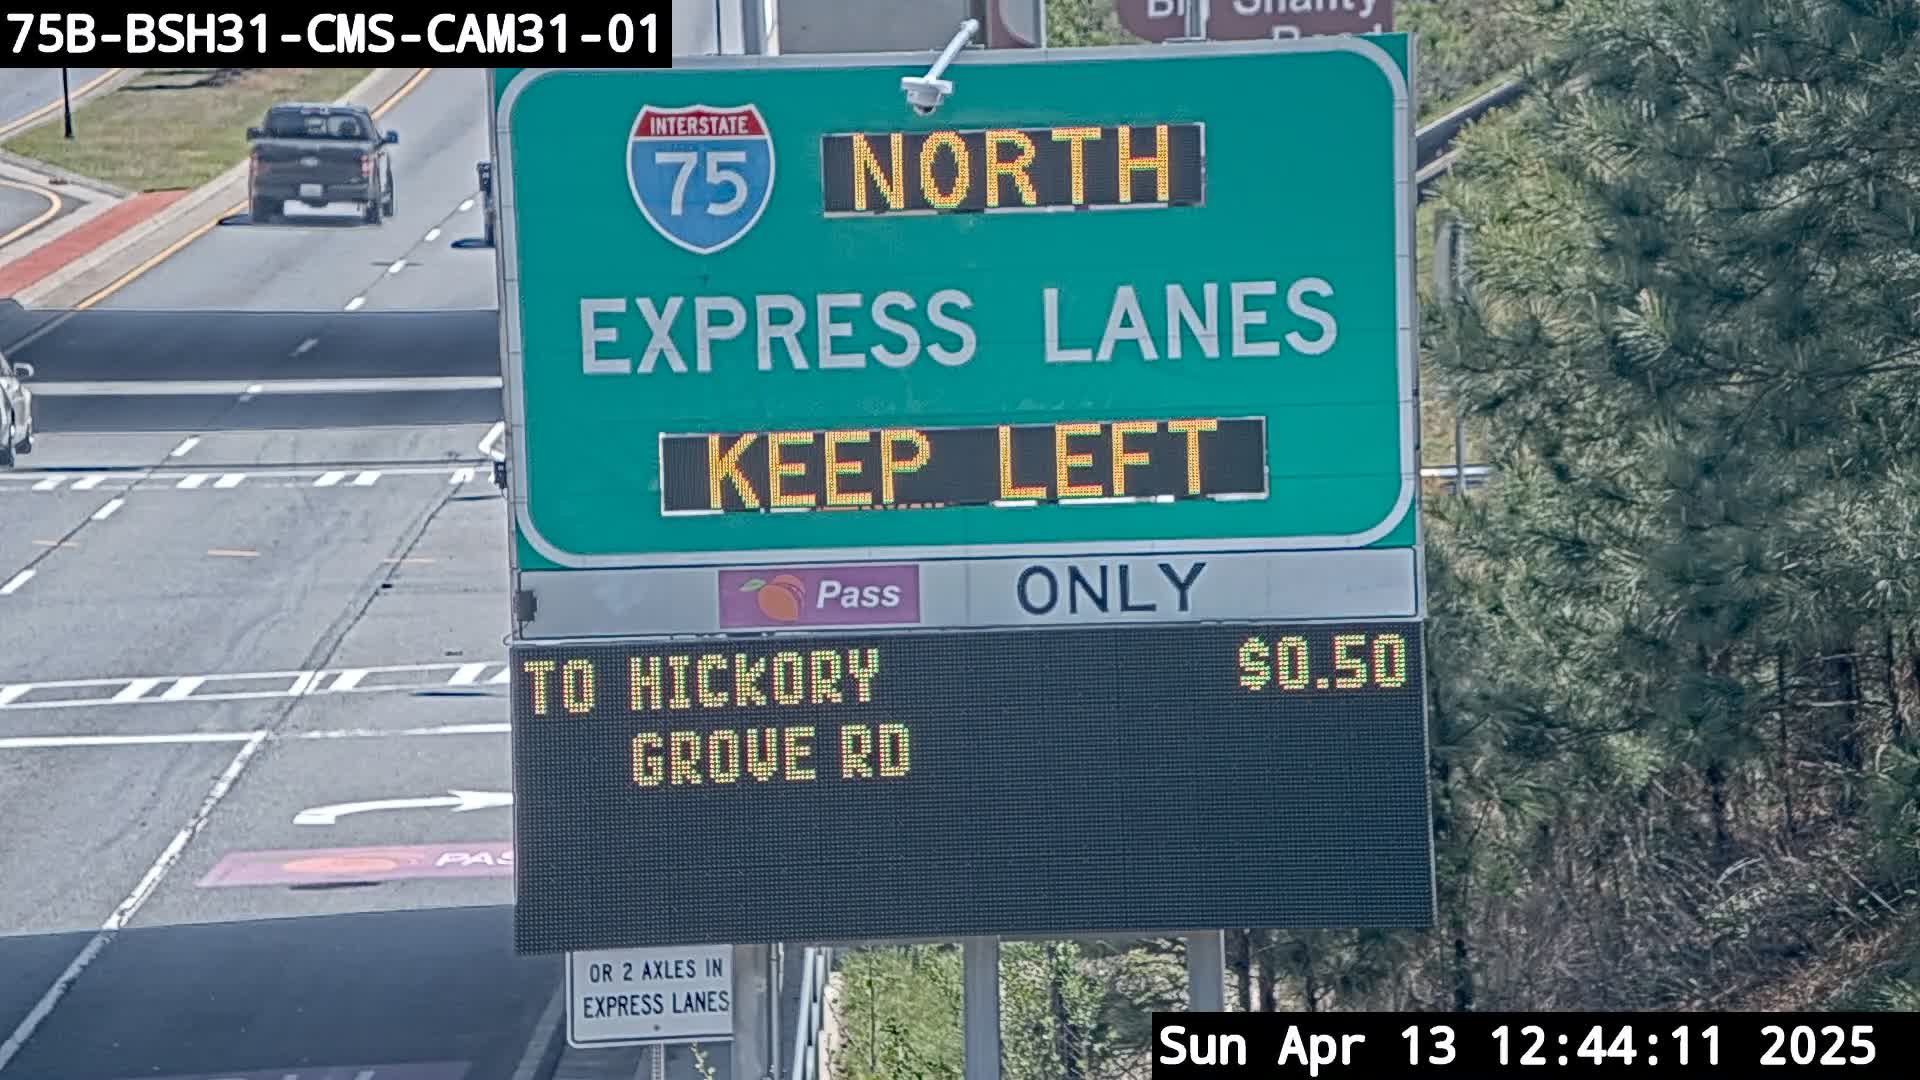 75B-BSH31-CMS-CAM31-01
Shanty
INTERSTATE
75
NORTH
EXPRESS LANES
KEEP LEFT
Pass
ONLY
TO HICKORY $0.50
GROVE RD
OR 2 AXLES IN
EXPRESS LANES
Sun Apr 13 12:44:11 2025